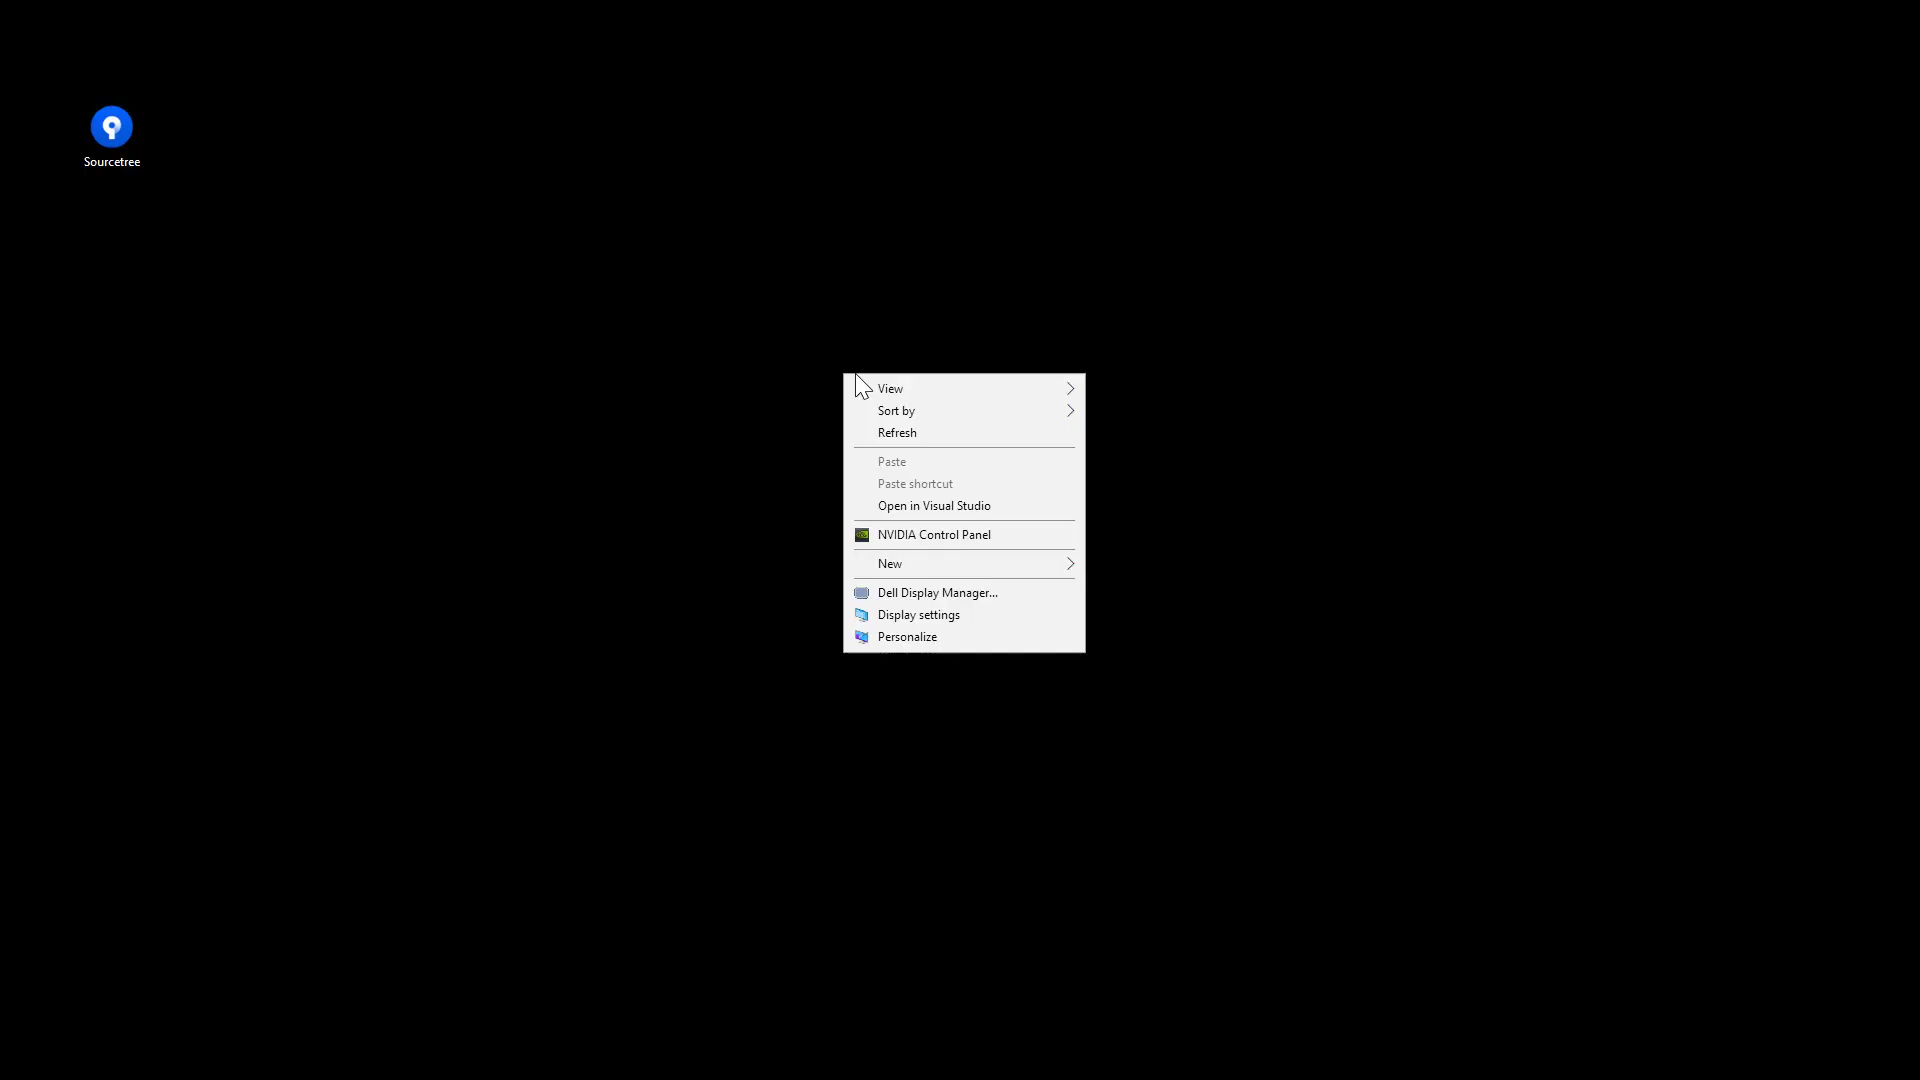 Sourcetree
View
Sort by
Refresh
Paste
Paste shortcut
Open in Visual Studio
NVIDIA Control Panel
New
Dell Display Manager...
Display settings
Personalize